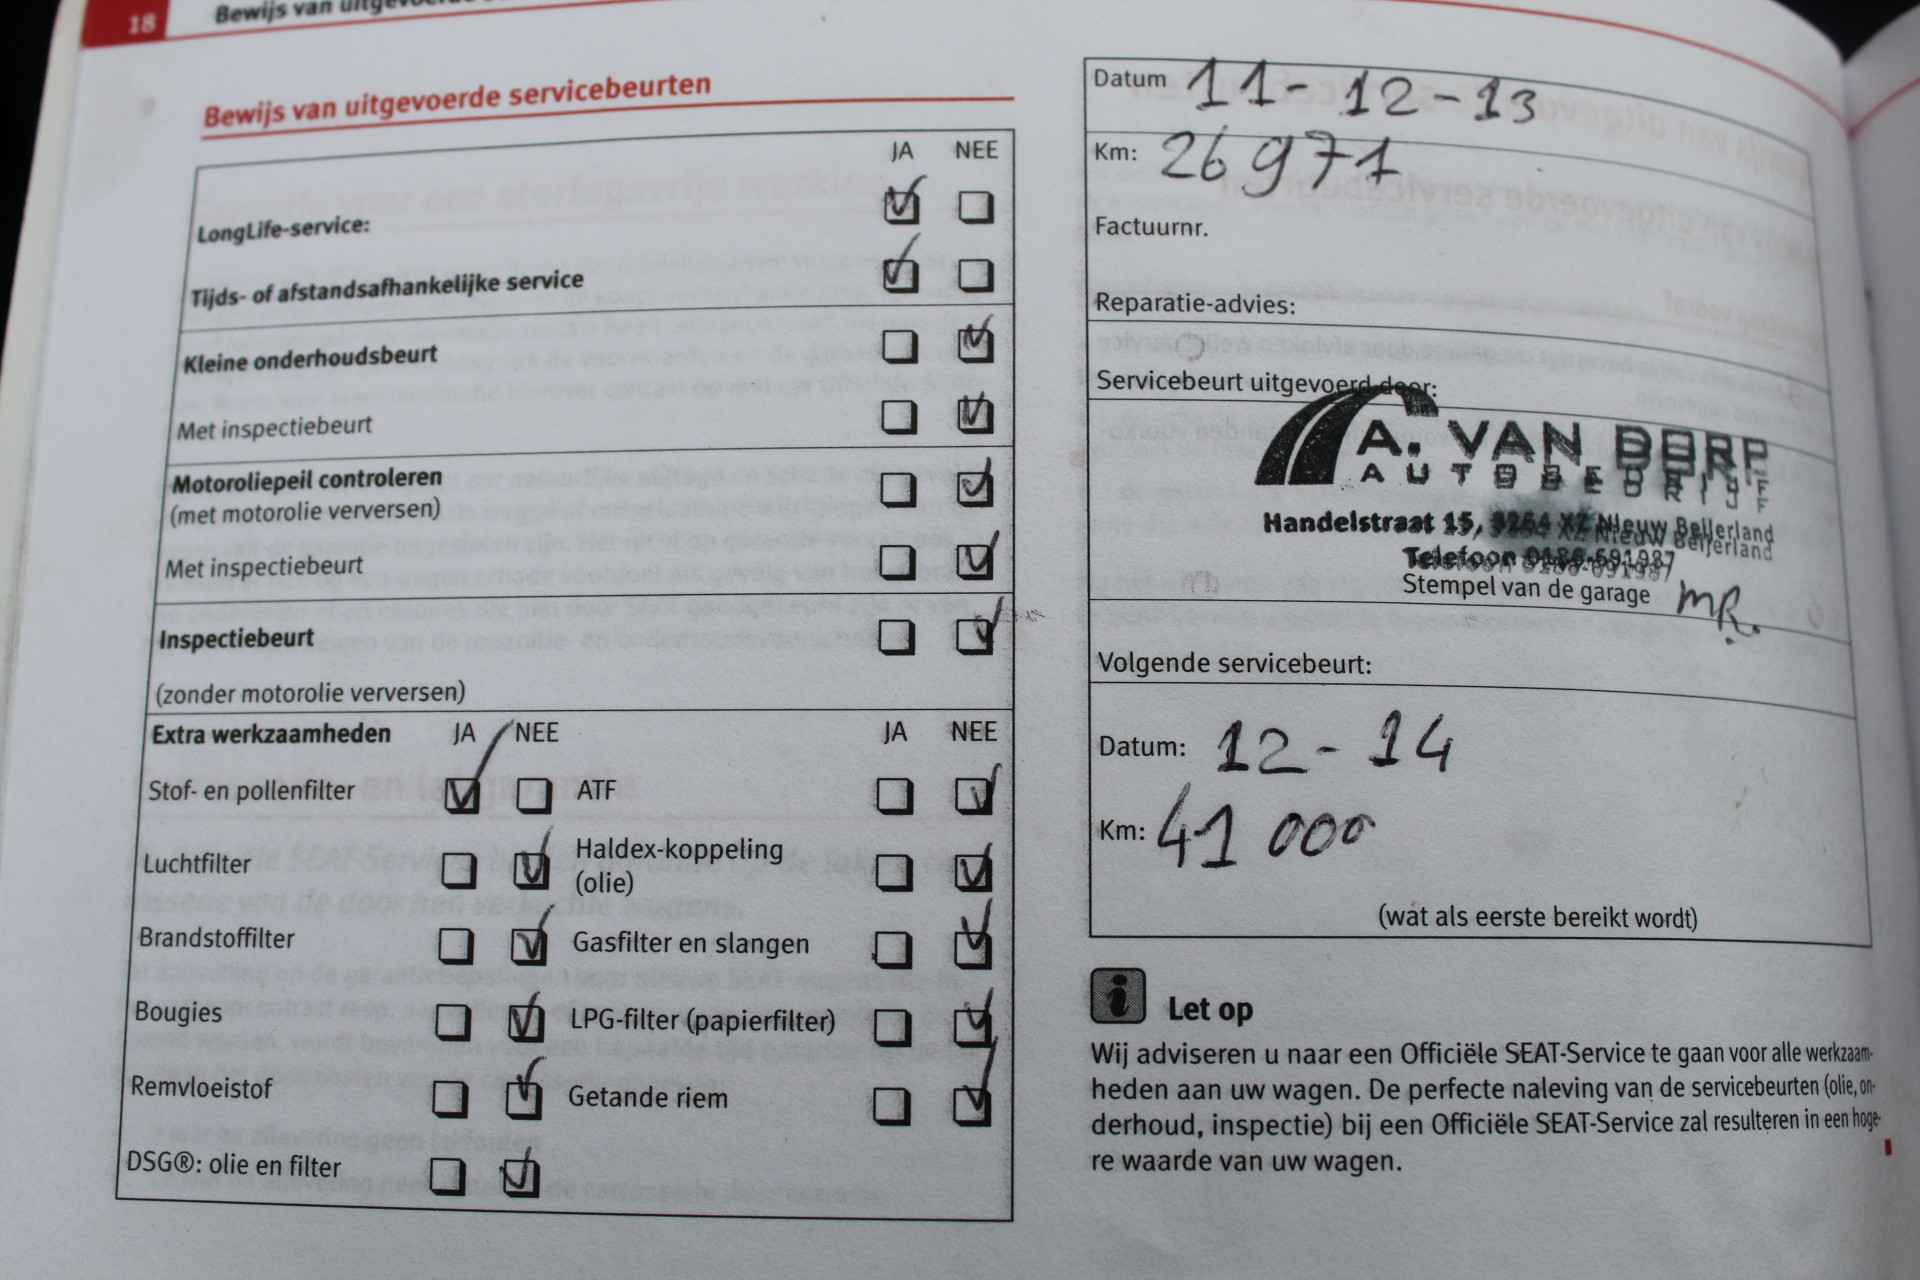 18
Bewijs van uitgevoerde
Bewijs van uitgevoerde servicebeurten
JA NEE
LongLife-service:
Tijds- of afstandsafhankelijke service
Kleine onderhoudsbeurt
Met inspectiebeurt
Motoroliepeil controleren
(met motorolie verversen)
Met inspectiebeurt
Inspectiebeurt
(zonder motorolie verversen)
Extra werkzaamheden JA NEE JA NEE
Stof- en pollenfilter ATF
Luchtfilter Haldex-koppeling
(olie)
Brandstoffilter Gasfilter en slangen
Bougies LPG-filter (papierfilter)
Remvloeistof Getande riem
DSG®: olie en filter
Datum 11-12-13
Km: 26971
Factuurnr.
Reparatie-advies:
Servicebeurt uitgevoerd door:
A. VAN
AUTOBEDRIJF
Handelstraat 15, XZ Nieuw Beijerland
Telefoon 0186-691987
Stempel van de garage MR.
Volgende servicebeurt:
Datum: 12-14
Km: 41 000
(wat als eerste bereikt wordt)
i Let op
Wij adviseren u naar een Officiële SEAT-Service te gaan voor alle werkzaam-
heden aan uw wagen. De perfecte naleving van de servicebeurten (olie, on-
derhoud, inspectie) bij een Officiële SEAT-Service zal resulteren in een hoge-
re waarde van uw wagen.